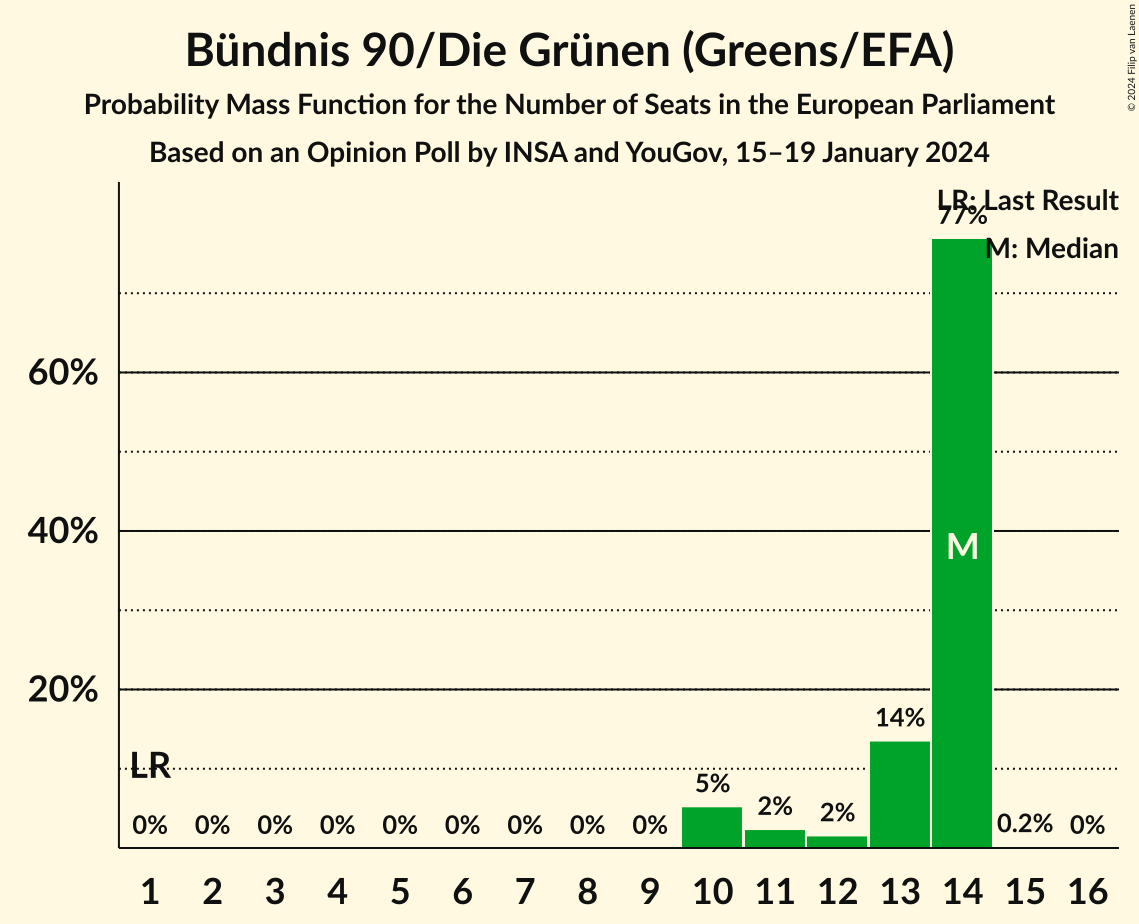 Bündnis 90/Die Grünen (Greens/EFA)
Probability Mass Function for the Number of Seats in the European Parliament
Based on an Opinion Poll by INSA and YouGov, 15–19 January 2024
© 2024 Filip van Laenen
LR: Last Result
77%
M: Median
60%
40%
M
20%
14%
LR
5%
2%
2%
0% 0% 0% 0% 0% 0% 0% 0% 0% 0.2% 0%
1 2 3 4 5 6 7 8 9 10 11 12 13 14 15 16